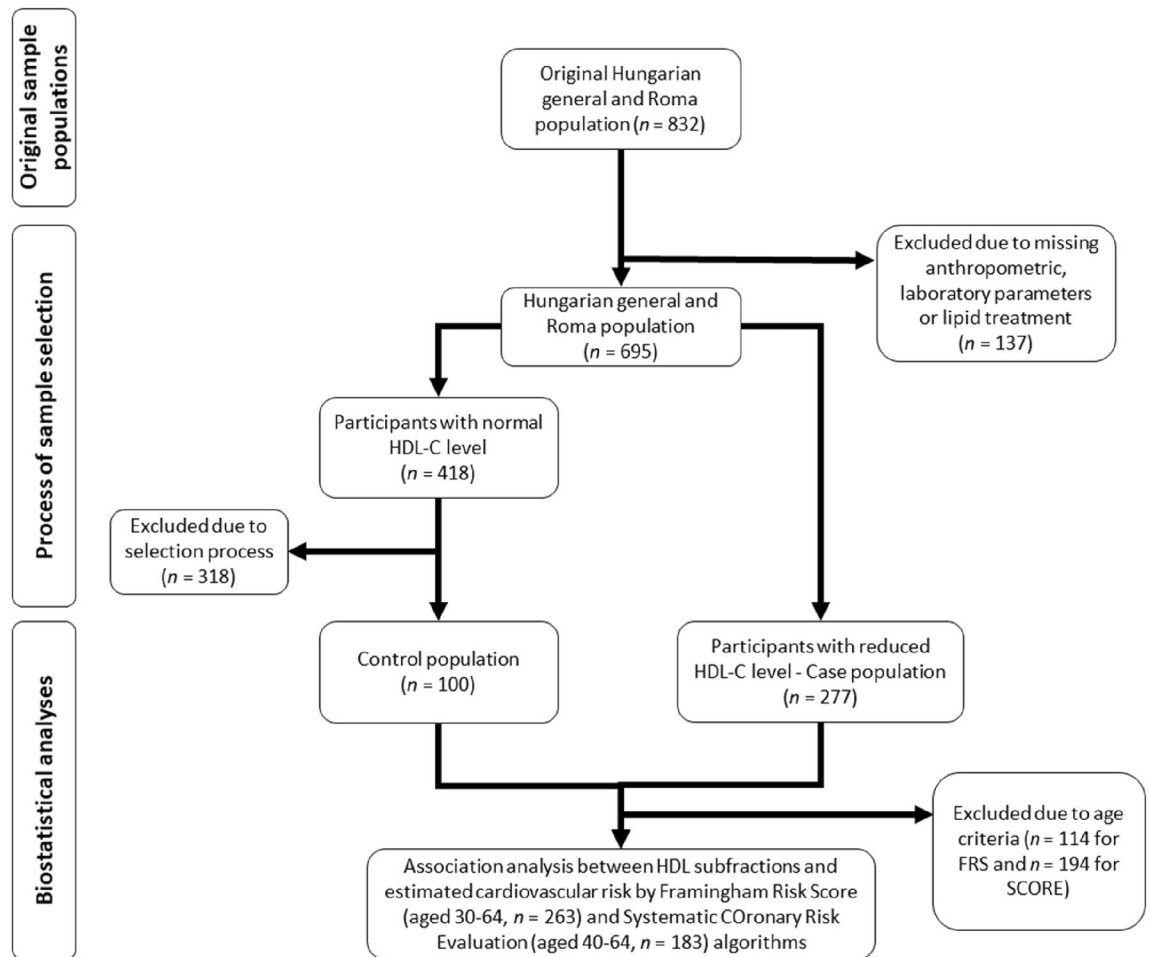 Original sample
populations
Original Hungarian
general and Roma
population (n = 832)
Process of sample selection
Excluded due to missing
anthropometric,
laboratory parameters
or lipid treatment
(n = 137)
Hungarian general and
Roma population
(n = 695)
Participants with normal
HDL-C level
(n = 418)
Excluded due to
selection process
(n = 318)
Biostatistical analyses
Control population
(n = 100)
Participants with reduced
HDL-C level - Case population
(n = 277)
Excluded due to age
criteria (n = 114 for
FRS and n = 194 for
SCORE)
Association analysis between HDL subfractions and
estimated cardiovascular risk by Framingham Risk Score
(aged 30-64, n = 263) and Systematic COronary Risk
Evaluation (aged 40-64, n = 183) algorithms